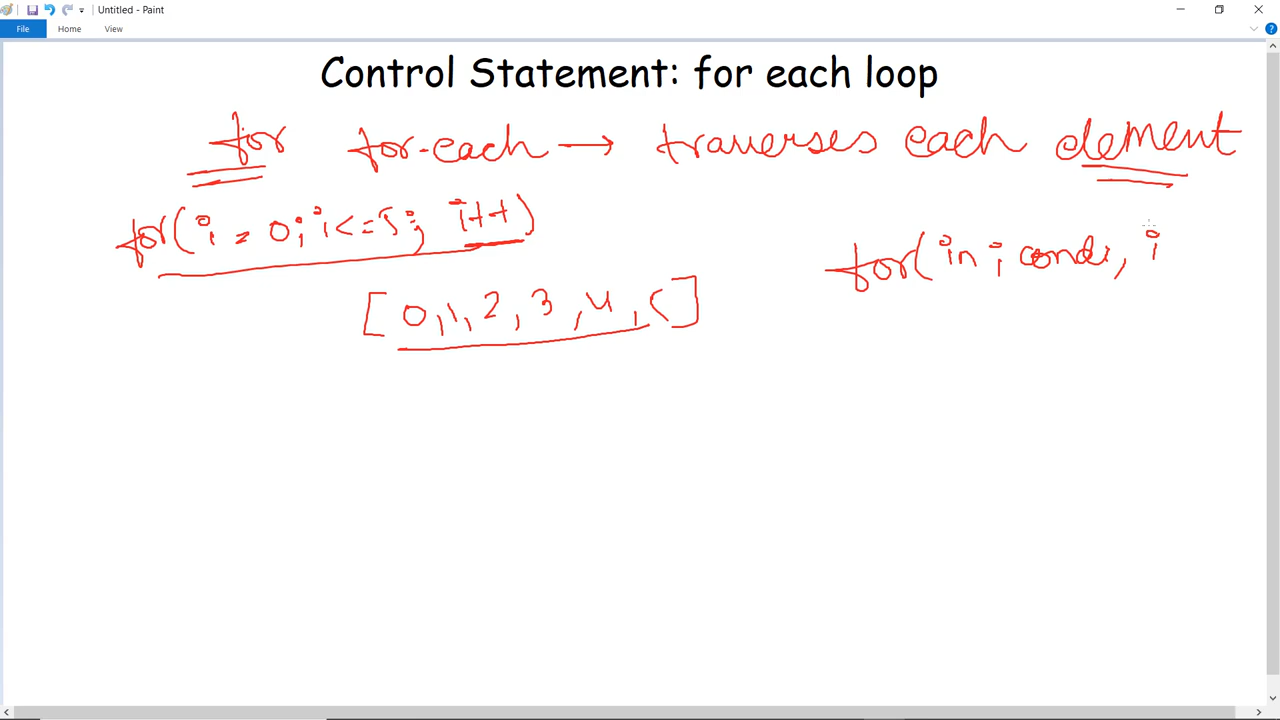 Untitled - Paint
File Home View
Control Statement: for each loop
for for-each → traverses each element
for(i = 0; i<=5; i++)
for(in ; condi, i
[0,1,2,3,4,5]